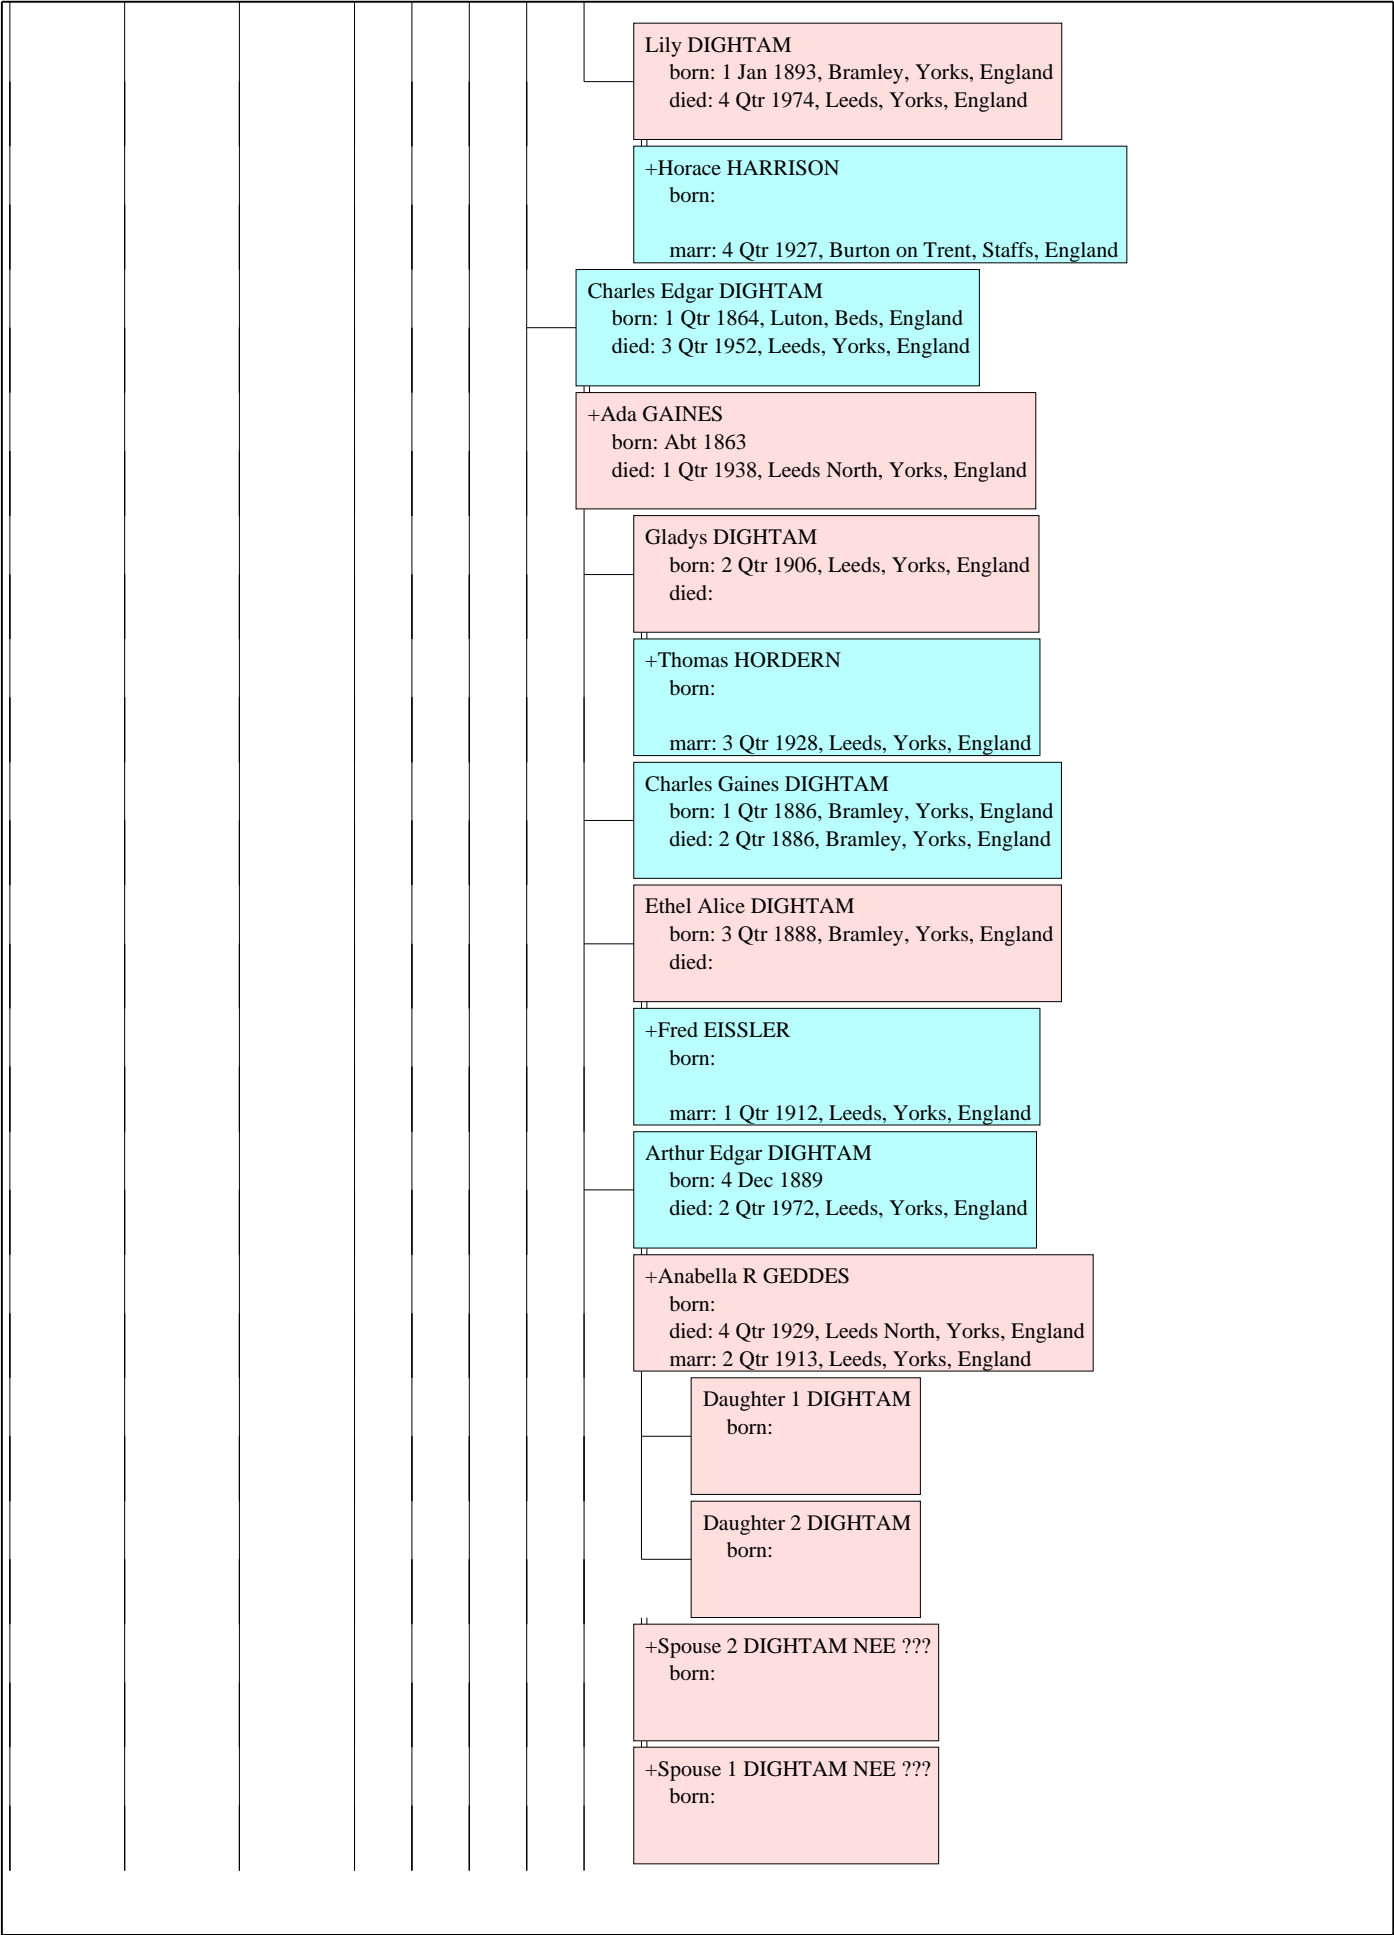 Lily DIGHTAM
born: 1 Jan 1893, Bramley, Yorks, England
died: 4 Qtr 1974, Leeds, Yorks, England
+Horace HARRISON
born:
marr: 4 Qtr 1927, Burton on Trent, Staffs, England
Charles Edgar DIGHTAM
born: 1 Qtr 1864, Luton, Beds, England
died: 3 Qtr 1952, Leeds, Yorks, England
+Ada GAINES
born: Abt 1863
died: 1 Qtr 1938, Leeds North, Yorks, England
Gladys DIGHTAM
born: 2 Qtr 1906, Leeds, Yorks, England
died:
+Thomas HORDERN
born:
marr: 3 Qtr 1928, Leeds, Yorks, England
Charles Gaines DIGHTAM
born: 1 Qtr 1886, Bramley, Yorks, England
died: 2 Qtr 1886, Bramley, Yorks, England
Ethel Alice DIGHTAM
born: 3 Qtr 1888, Bramley, Yorks, England
died:
+Fred EISSLER
born:
marr: 1 Qtr 1912, Leeds, Yorks, England
Arthur Edgar DIGHTAM
born: 4 Dec 1889
died: 2 Qtr 1972, Leeds, Yorks, England
+Anabella R GEDDES
born:
died: 4 Qtr 1929, Leeds North, Yorks, England
marr: 2 Qtr 1913, Leeds, Yorks, England
Daughter 1 DIGHTAM
born:
Daughter 2 DIGHTAM
born:
+Spouse 2 DIGHTAM NEE ???
born:
+Spouse 1 DIGHTAM NEE ???
born: